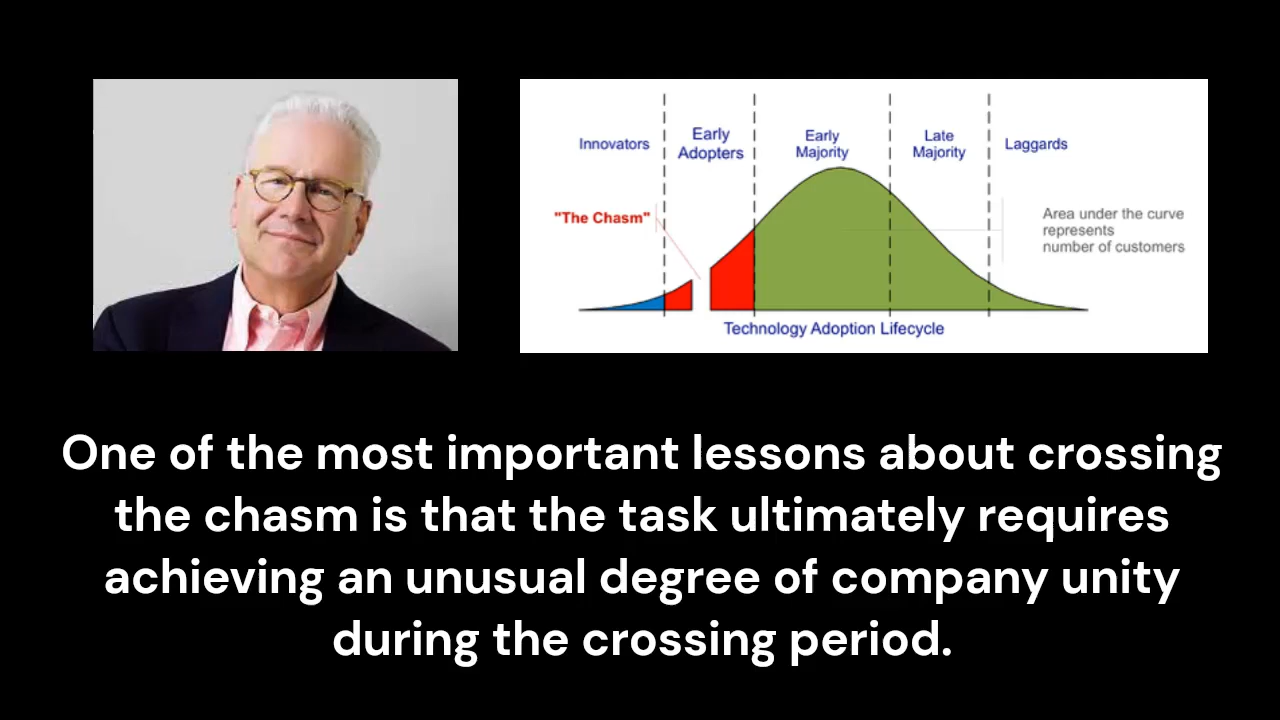 Innovators
Early
Adopters
Early
Majority
Late
Majority
Laggards
"The Chasm"
Area under the curve
represents
number of customers
Technology Adoption Lifecycle
One of the most important lessons about crossing
the chasm is that the task ultimately requires
achieving an unusual degree of company unity
during the crossing period.